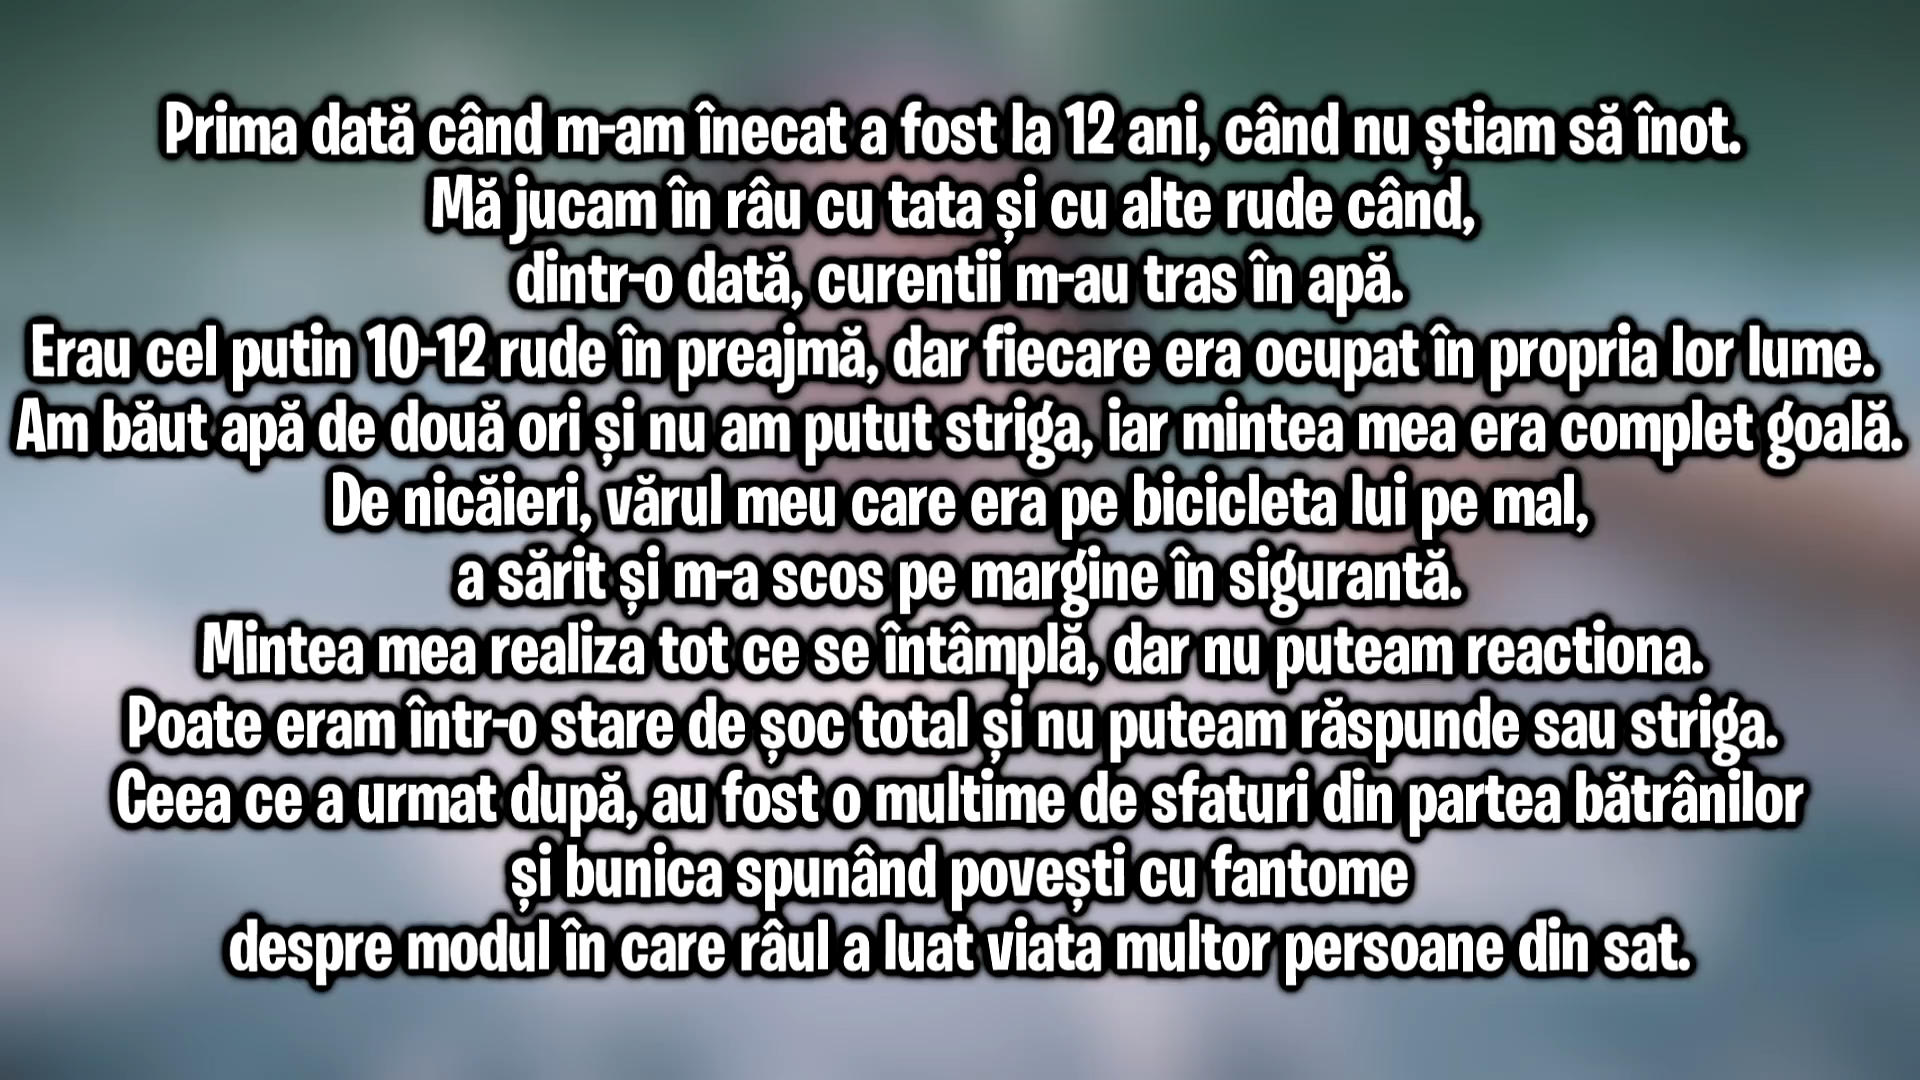 Prima dată când m-am înecat a fost la 12 ani, când nu știam să înot.
Mă jucam în râu cu tata și cu alte rude când,
dintr-o dată, curentii m-au tras în apă.
Erau cel putin 10-12 rude în preajmă, dar fiecare era ocupat în propria lor lume.
Am băut apă de două ori și nu am putut striga, iar mintea mea era complet goală.
De nicăieri, vărul meu care era pe bicicleta lui pe mal,
a sărit și m-a scos pe margine în sigurantă.
Mintea mea realiza tot ce se întâmplă, dar nu puteam reactiona.
Poate eram într-o stare de șoc total și nu puteam răspunde sau striga.
Ceea ce a urmat după, au fost o multime de sfaturi din partea bătrânilor
și bunica spunând povești cu fantome
despre modul în care râul a luat viata multor persoane din sat.